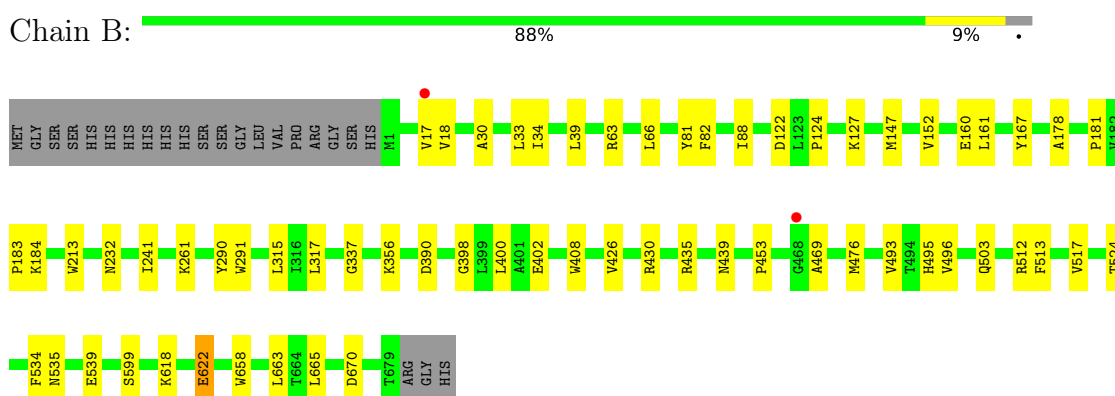 Chain B:
88% 9% •
MET GLY SER SER HIS HIS HIS HIS HIS HIS SER SER GLY LEU VAL PRO ARG GLY SER HIS M1 V17 V18 A30 L33 I34 L39 R63 L66 Y81 F82 I88 D122 L123 P124 K127 M147 V152 E160 L161 Y167 A178 P181 V182
P183 K184 W213 N232 I241 K261 Y290 W291 L315 I316 L317 G337 K356 D390 G398 L399 L400 A401 E402 W408 V426 R430 R435 N439 P453 G468 A469 M476 V493 T494 H495 V496 Q503 R512 F513 V517 T524
F534 N535 E539 S599 K618 E622 W658 L663 T664 L665 D670 T679 ARG GLY HIS